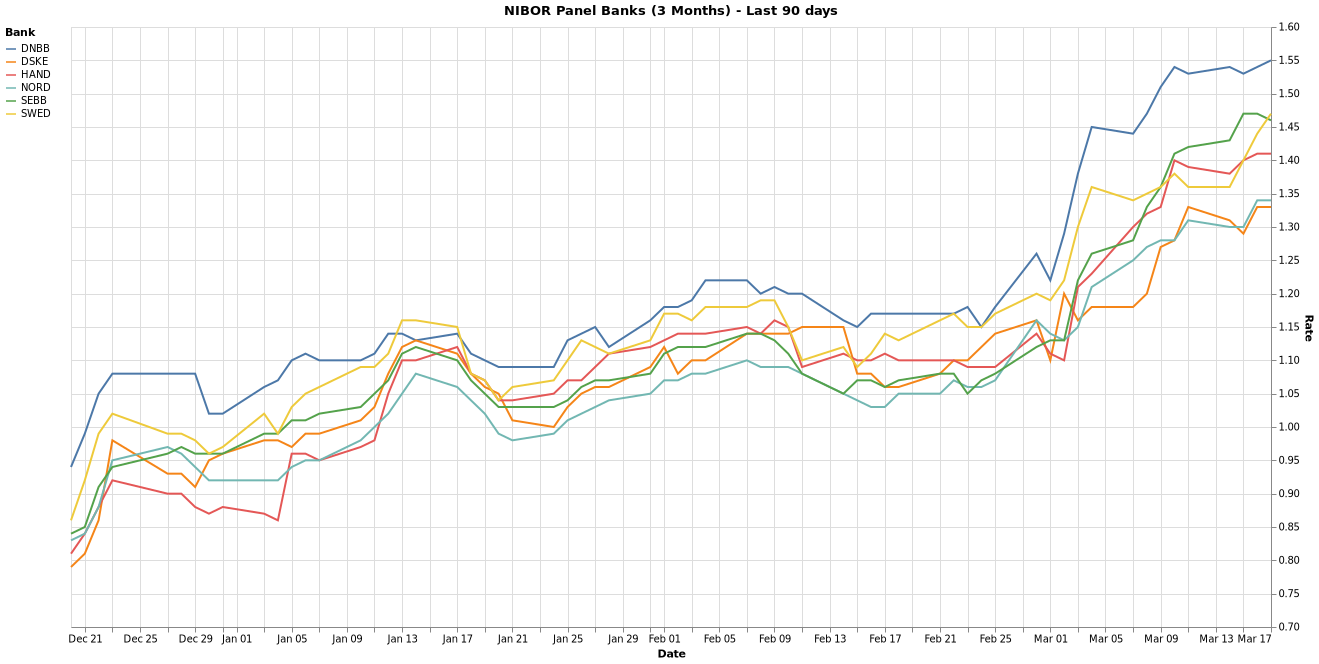 NIBOR Panel Banks (3 Months) - Last 90 days
Bank
DNBB
DSKE
HAND
NORD
SEBB
SWED
1.60
1.55
1.50
1.45
1.40
1.35
1.30
1.25
1.20
1.15
1.10
1.05
1.00
0.95
0.90
0.85
0.80
0.75
0.70
Rate
Dec 21 Dec 25 Dec 29 Jan 01 Jan 05 Jan 09 Jan 13 Jan 17 Jan 21 Jan 25 Jan 29 Feb 01 Feb 05 Feb 09 Feb 13 Feb 17 Feb 21 Feb 25 Mar 01 Mar 05 Mar 09 Mar 13 Mar 17
Date